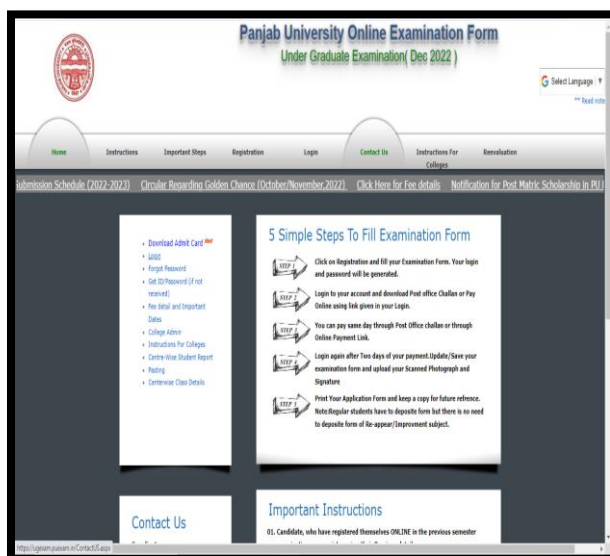 Panjab University Online Examination Form
Under Graduate Examination( Dec 2022 )
G Select Language ▼
** Read note
Home
Instructions
Important Steps
Registration
Login
Contact Us
Instructions For
Colleges
Reevaluation
Submission Schedule (2022-2023) Circular Regarding Golden Chance (October/November,2022). Click Here for Fee details Notification for Post Matric Scholarship in PU
Download Admit Card
Login
Forgot Password
Get ID/Password (if not
received)
Fee detail and Important
Dates
College Admin
Instructions For Colleges
Centre-Wise Student Report
Posting
Centerwise Class Details
5 Simple Steps To Fill Examination Form
STEP 1
Click on Registration and fill your Examination Form. Your login
and password will be generated.
STEP 2
Login to your account and download Post office Challan or Pay
Online using link given in your Login.
STEP 3
You can pay same day through Post Office challan or through
Online Payment Link.
STEP 4
Login again after Two days of your payment.Update/Save your
examination form and upload your Scanned Photograph and
Signature
STEP 5
Print Your Application Form and keep a copy for future refrence.
Note:Regular students have to deposite form but there is no need
to deposite form of Re-appear/Improvment subject.
Contact Us
Important Instructions
01. Candidate, who have registered themselves ONLINE in the previous semester
https://ugexam.puexam.in/ContactUS.aspx